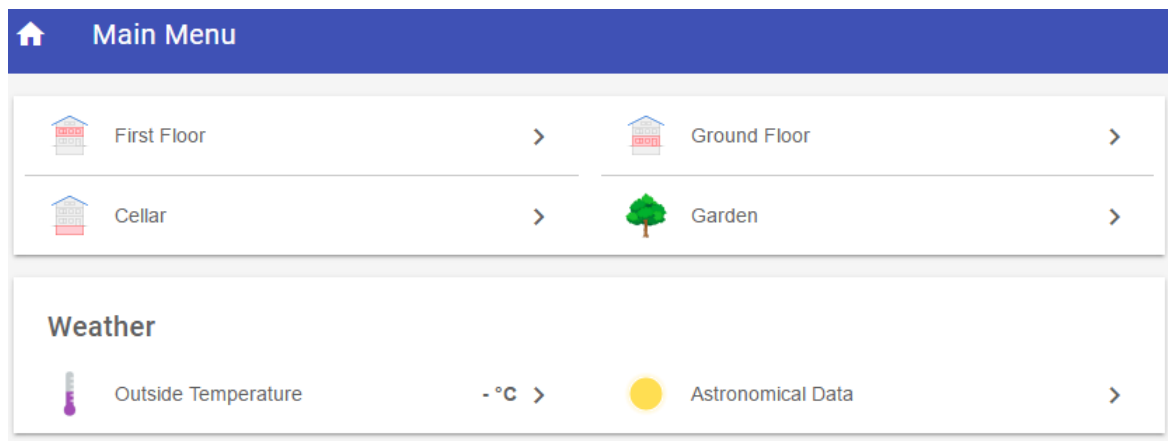 Main Menu
First Floor
Ground Floor
Cellar
Garden
Weather
Outside Temperature
- °C
Astronomical Data